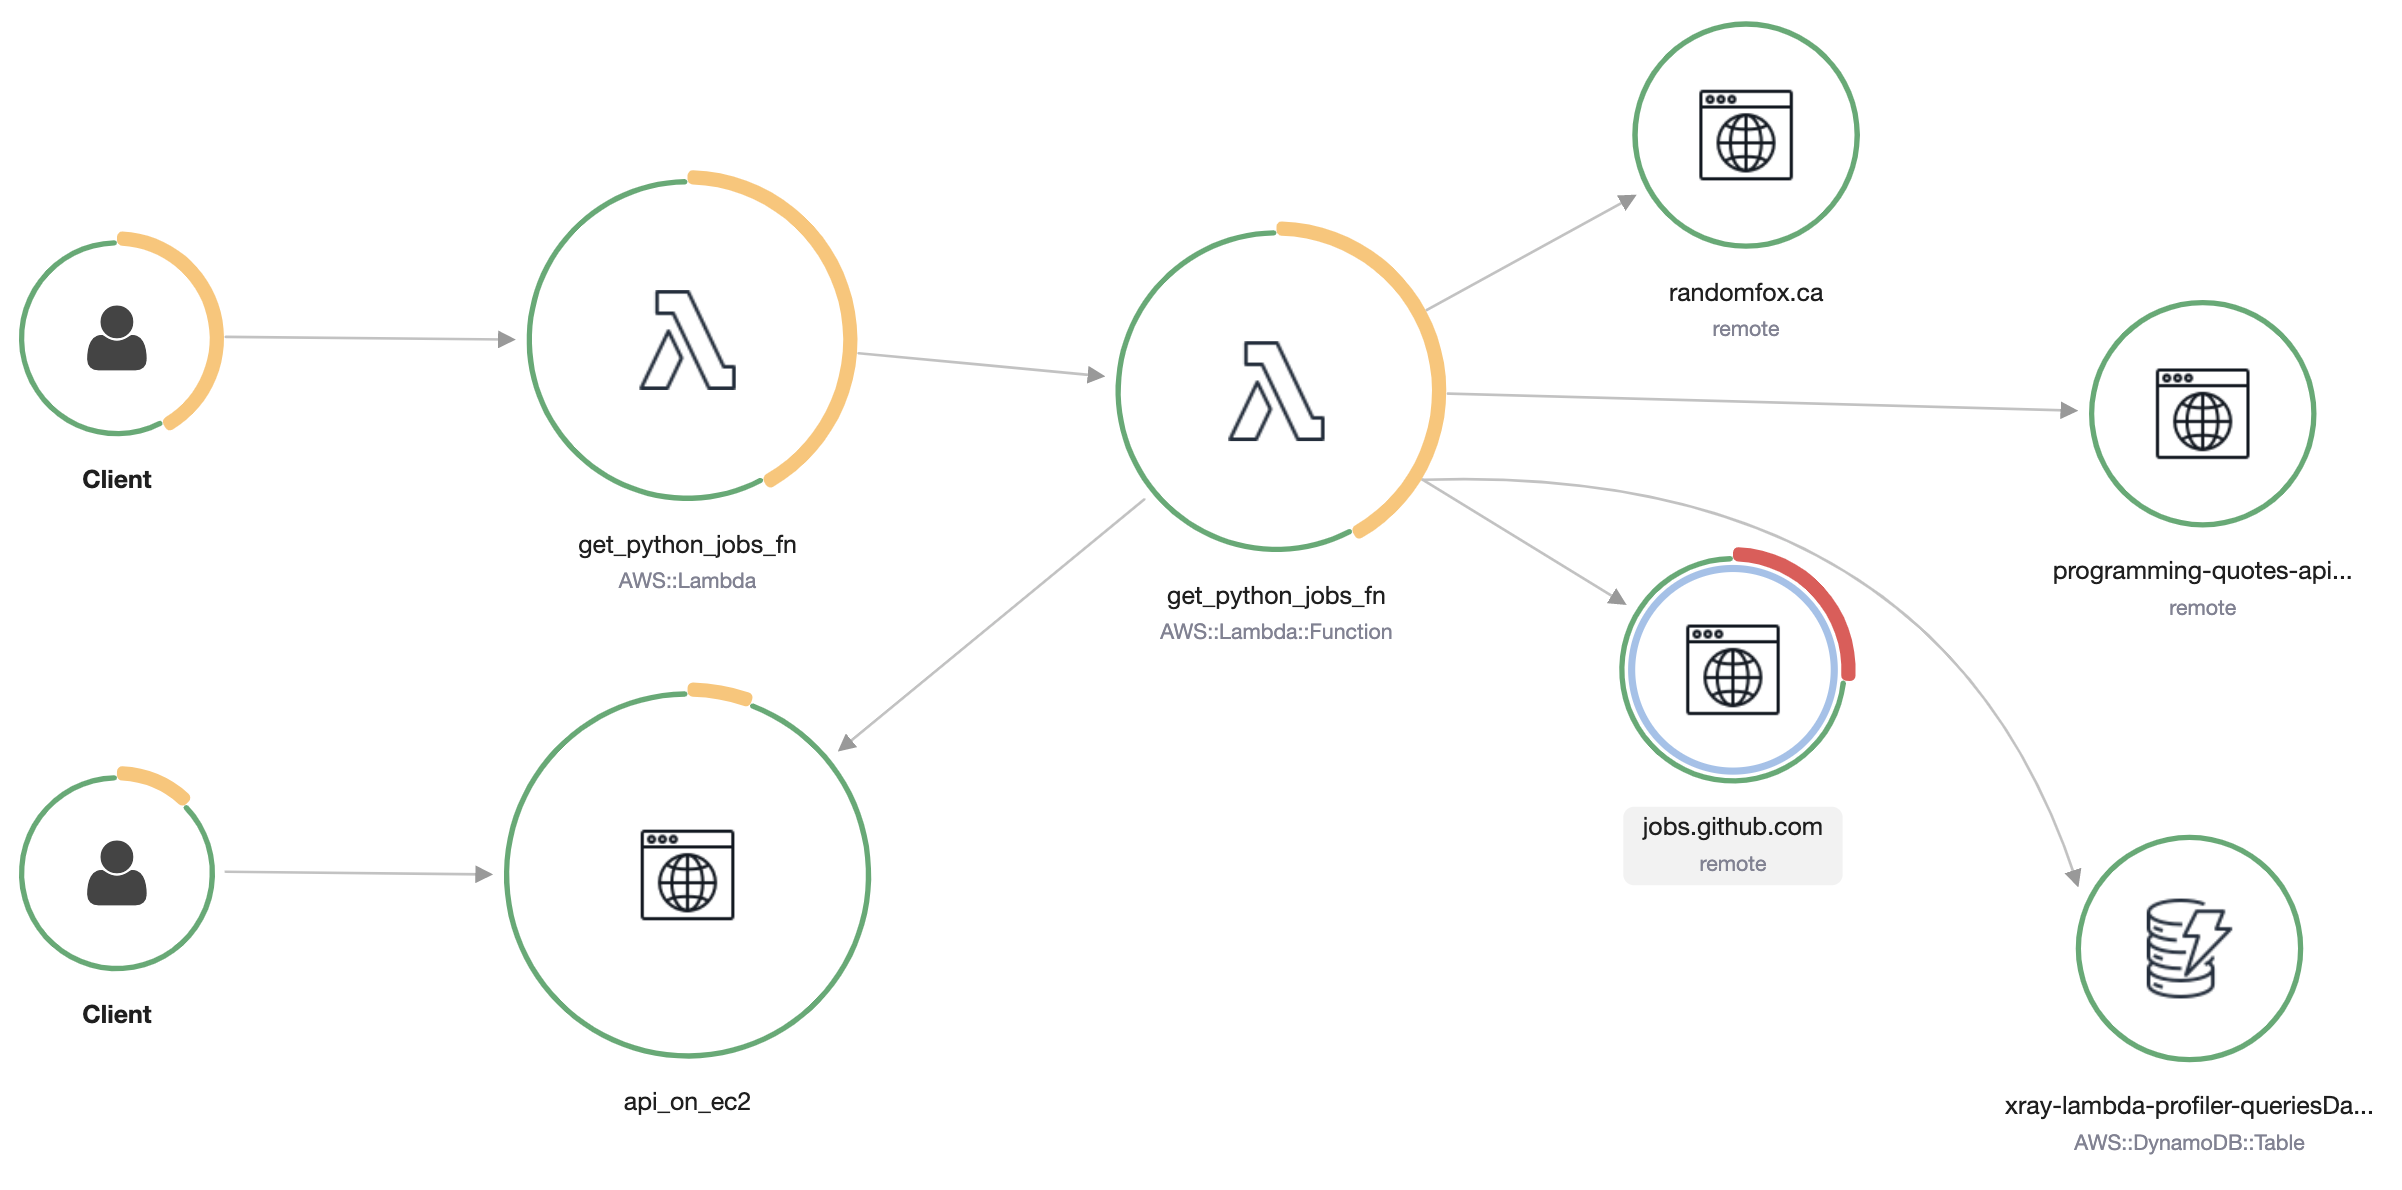 randomfox.ca
remote
Client
get_python_jobs_fn
AWS::Lambda
get_python_jobs_fn
AWS::Lambda::Function
programming-quotes-api...
remote
jobs.github.com
remote
Client
api_on_ec2
xray-lambda-profiler-queriesDa...
AWS::DynamoDB::Table